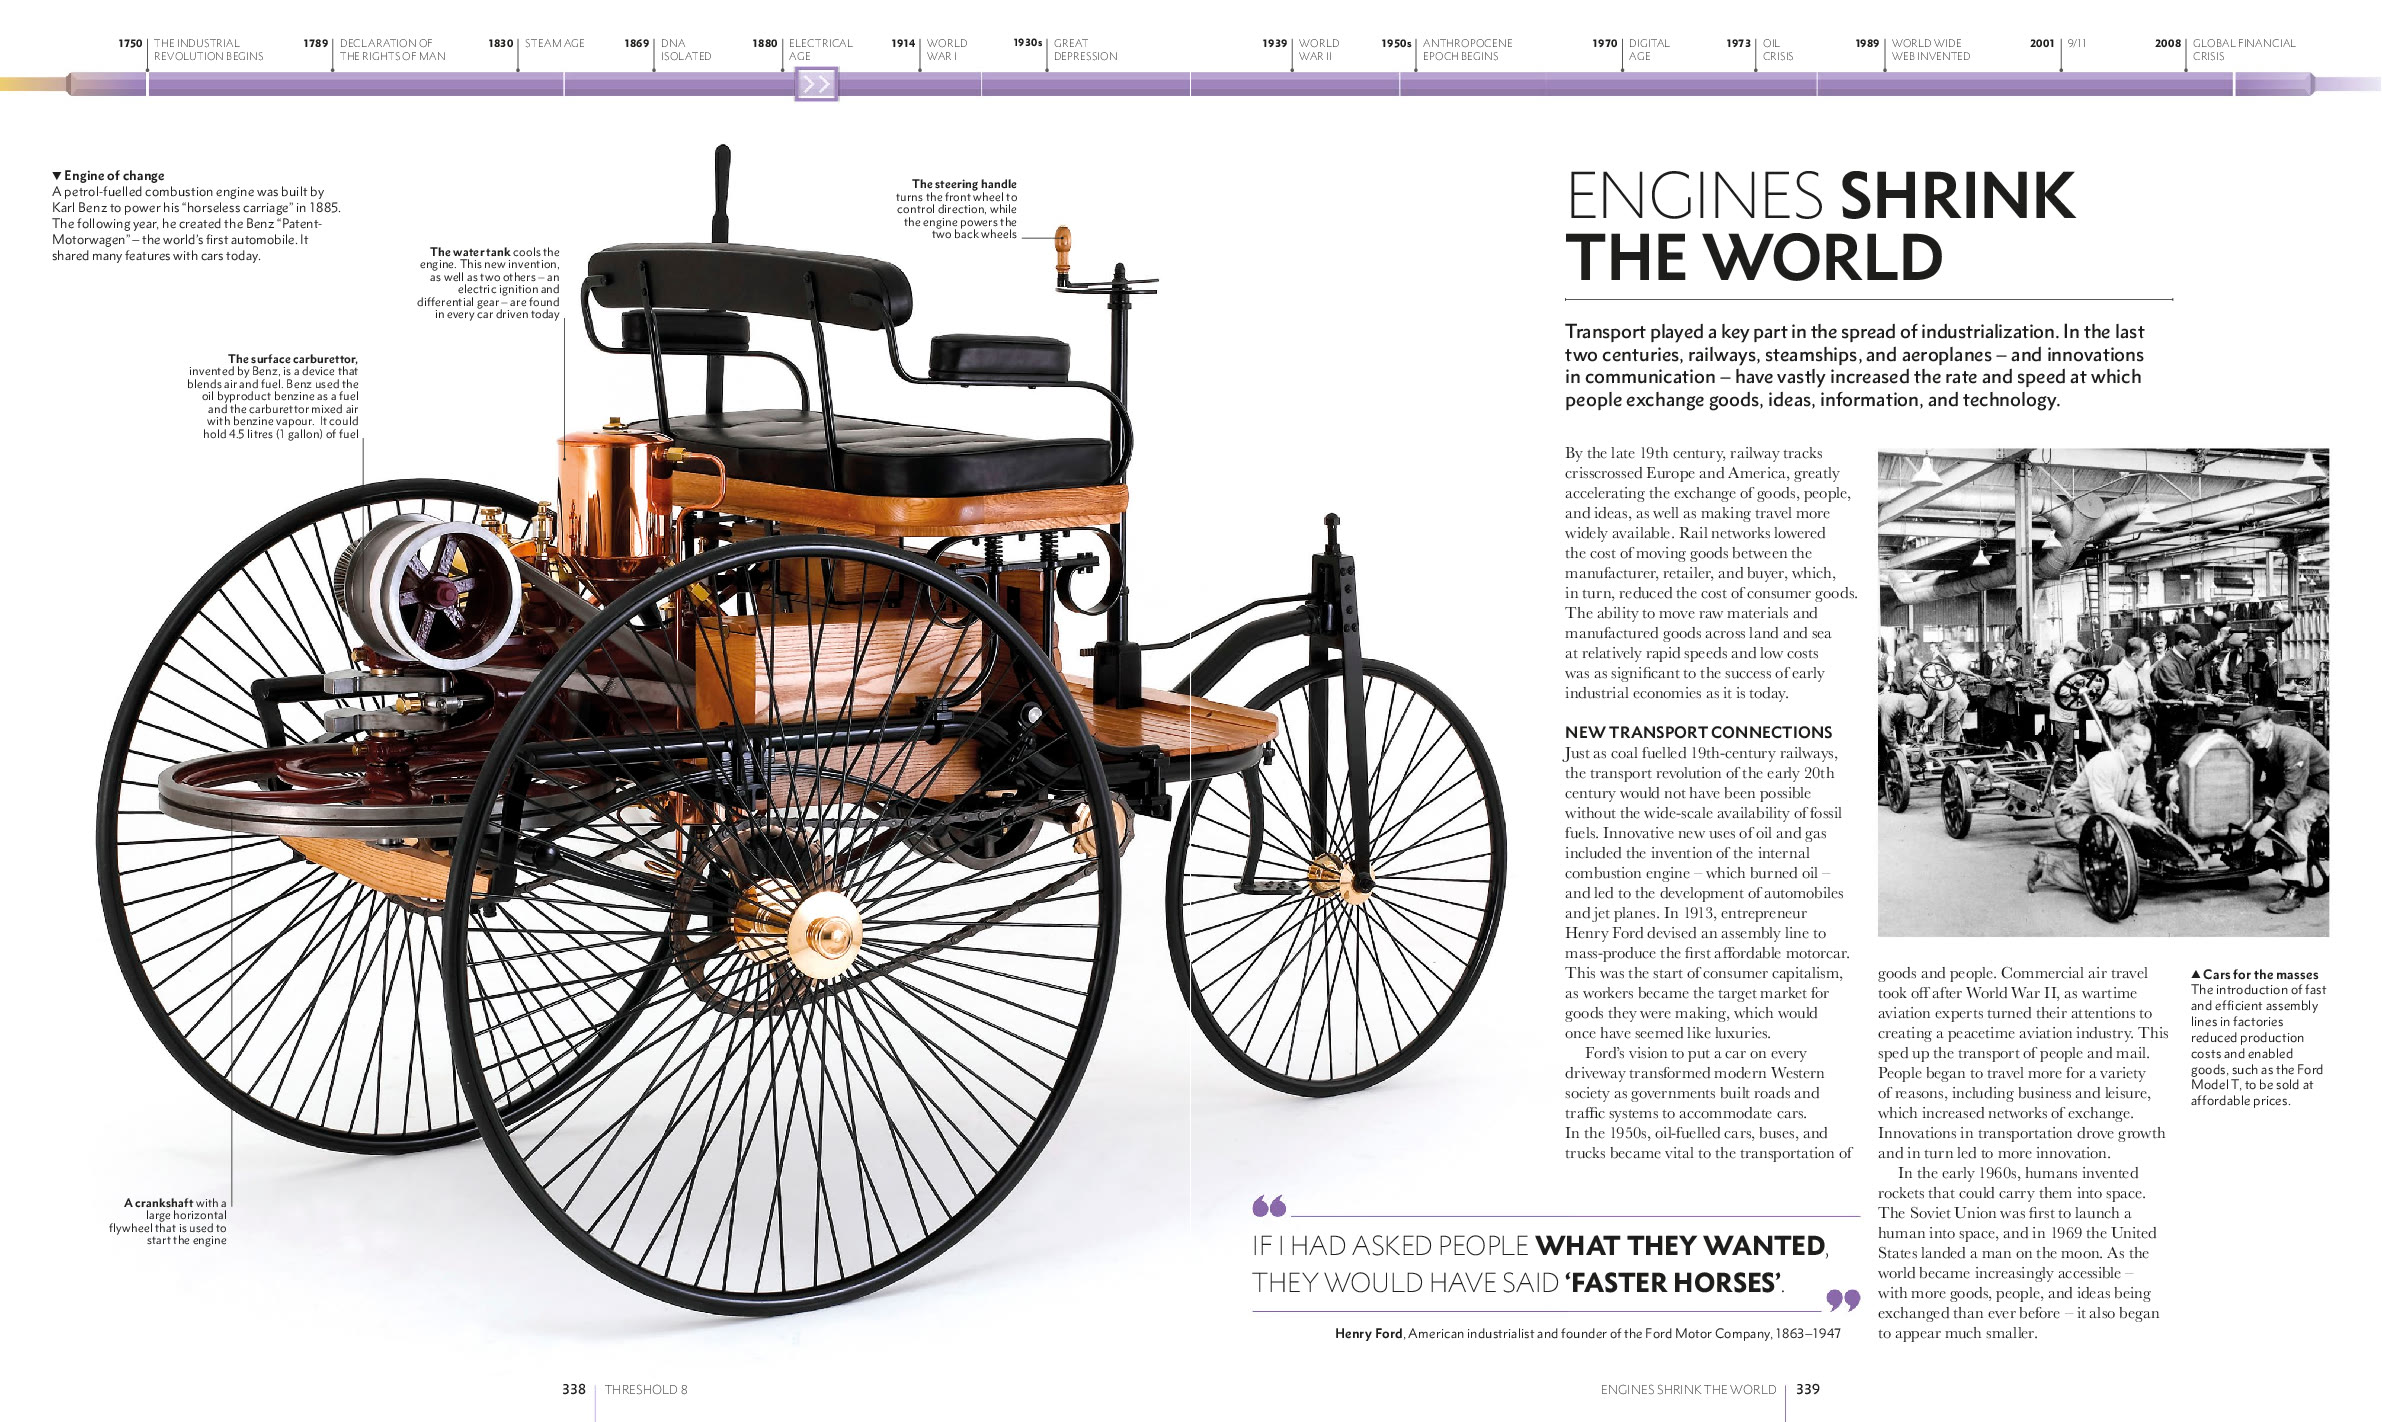 1750 THE INDUSTRIAL
REVOLUTION BEGINS
1789 DECLARATION OF
THE RIGHTS OF MAN
1830 STEAM AGE
1869 DNA
ISOLATED
1880 ELECTRICAL
AGE
1914 WORLD
WAR I
1930s GREAT
DEPRESSION
1939 WORLD
WAR II
1950s ANTHROPOCENE
EPOCH BEGINS
1970 DIGITAL
AGE
1973 OIL
CRISIS
1989 WORLD WIDE
WEB INVENTED
2001 9/11
2008 GLOBAL FINANCIAL
CRISIS
▼ Engine of change
A petrol-fuelled combustion engine was built by
Karl Benz to power his “horseless carriage” in 1885.
The following year, he created the Benz “Patent-
Motorwagen” – the world’s first automobile. It
shared many features with cars today.
The water tank cools the
engine. This new invention,
as well as two others – an
electric ignition and
differential gear – are found
in every car driven today
The steering handle
turns the front wheel to
control direction, while
the engine powers the
two back wheels
The surface carburettor,
invented by Benz, is a device that
blends air and fuel. Benz used the
oil byproduct benzine as a fuel
and the carburettor mixed air
with benzine vapour. It could
hold 4.5 litres (1 gallon) of fuel
A crankshaft with a
large horizontal
flywheel that is used to
start the engine
ENGINES SHRINK
THE WORLD
Transport played a key part in the spread of industrialization. In the last
two centuries, railways, steamships, and aeroplanes – and innovations
in communication – have vastly increased the rate and speed at which
people exchange goods, ideas, information, and technology.
By the late 19th century, railway tracks
crisscrossed Europe and America, greatly
accelerating the exchange of goods, people,
and ideas, as well as making travel more
widely available. Rail networks lowered
the cost of moving goods between the
manufacturer, retailer, and buyer, which,
in turn, reduced the cost of consumer goods.
The ability to move raw materials and
manufactured goods across land and sea
at relatively rapid speeds and low costs
was as significant to the success of early
industrial economies as it is today.
NEW TRANSPORT CONNECTIONS
Just as coal fuelled 19th-century railways,
the transport revolution of the early 20th
century would not have been possible
without the wide-scale availability of fossil
fuels. Innovative new uses of oil and gas
included the invention of the internal
combustion engine – which burned oil –
and led to the development of automobiles
and jet planes. In 1913, entrepreneur
Henry Ford devised an assembly line to
mass-produce the first affordable motorcar.
This was the start of consumer capitalism,
as workers became the target market for
goods they were making, which would
once have seemed like luxuries.
Ford’s vision to put a car on every
driveway transformed modern Western
society as governments built roads and
traffic systems to accommodate cars.
In the 1950s, oil-fuelled cars, buses, and
trucks became vital to the transportation of
goods and people. Commercial air travel
took off after World War II, as wartime
aviation experts turned their attentions to
creating a peacetime aviation industry. This
sped up the transport of people and mail.
People began to travel more for a variety
of reasons, including business and leisure,
which increased networks of exchange.
Innovations in transportation drove growth
and in turn led to more innovation.
In the early 1960s, humans invented
rockets that could carry them into space.
The Soviet Union was first to launch a
human into space, and in 1969 the United
States landed a man on the moon. As the
world became increasingly accessible –
with more goods, people, and ideas being
exchanged than ever before – it also began
to appear much smaller.
▲ Cars for the masses
The introduction of fast
and efficient assembly
lines in factories
reduced production
costs and enabled
goods, such as the Ford
Model T, to be sold at
affordable prices.
“
IF I HAD ASKED PEOPLE WHAT THEY WANTED,
THEY WOULD HAVE SAID ‘FASTER HORSES’.
”
Henry Ford, American industrialist and founder of the Ford Motor Company, 1863–1947
338 THRESHOLD 8
ENGINES SHRINK THE WORLD 339